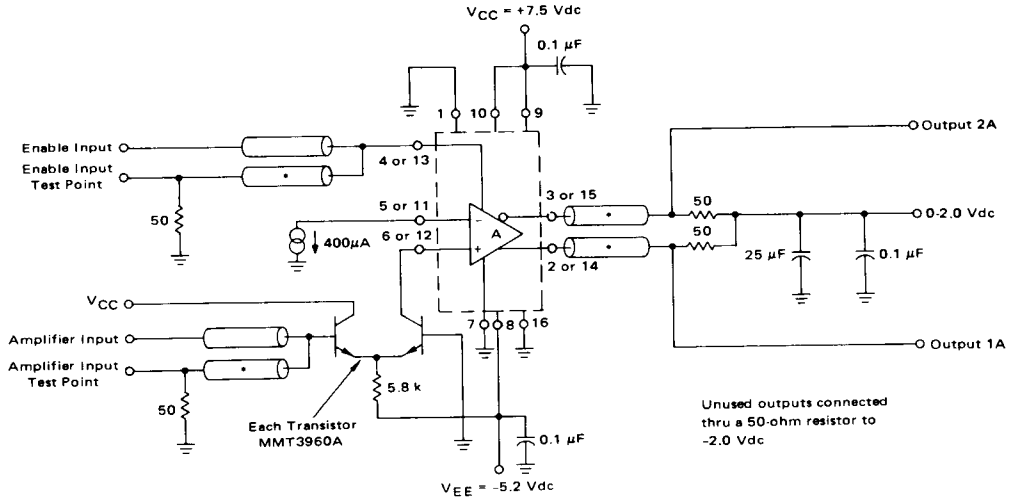 VCC = +7.5 Vdc
0.1 µF
1
10
9
Enable Input
4 or 13
Enable Input
Test Point
50
5 or 11
6 or 12
400µA
-
+
A
3 or 15
2 or 14
50
50
Output 2A
0-2.0 Vdc
25 µF
0.1 µF
7
8
16
VCC
Amplifier Input
Amplifier Input
Test Point
50
5.8 k
Each Transistor
MMT3960A
0.1 µF
VEE = -5.2 Vdc
Output 1A
Unused outputs connected
thru a 50-ohm resistor to
-2.0 Vdc